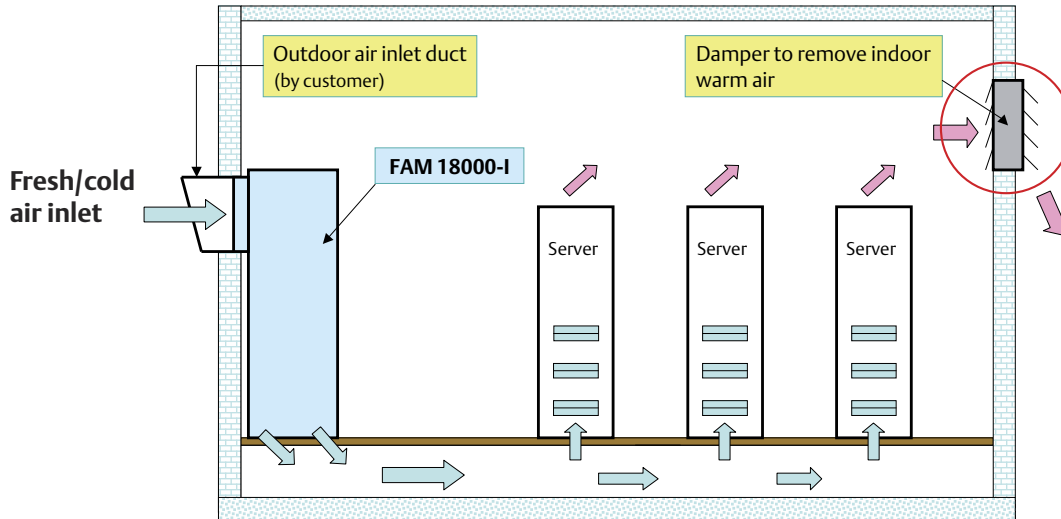 Outdoor air inlet duct
(by customer)
Damper to remove indoor
warm air
FAM 18000-I
Fresh/cold
air inlet
Server
Server
Server